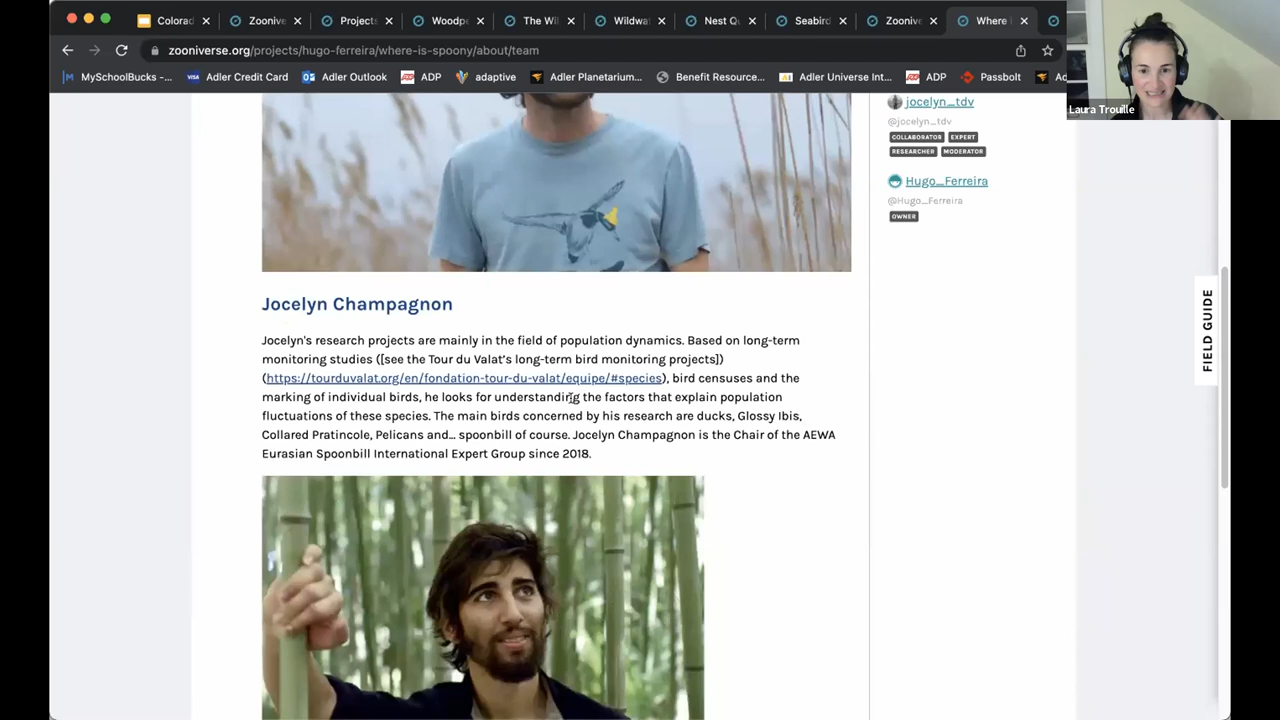 Colorad
Zoonive
Projects
Woodpe
The Wil
Wildwat
Nest Qu
Seabird
Zoonive
Where i
zooniverse.org/projects/hugo-ferreira/where-is-spoony/about/team
MySchoolBucks -...
VISA
Adler Credit Card
Adler Outlook
ADP
adaptive
Adler Planetarium...
Benefit Resource...
Adler Universe Int...
ADP
Passbolt
Ad
Laura Trouille
jocelyn_tdv
@jocelyn_tdv
COLLABORATOR EXPERT
RESEARCHER MODERATOR
Hugo_Ferreira
@Hugo_Ferreira
OWNER
FIELD GUIDE
Jocelyn Champagnon
Jocelyn's research projects are mainly in the field of population dynamics. Based on long-term
monitoring studies ([see the Tour du Valat's long-term bird monitoring projects])
(https://tourduvalat.org/en/fondation-tour-du-valat/equipe/#species), bird censuses and the
marking of individual birds, he looks for understanding the factors that explain population
fluctuations of these species. The main birds concerned by his research are ducks, Glossy Ibis,
Collared Pratincole, Pelicans and... spoonbill of course. Jocelyn Champagnon is the Chair of the AEWA
Eurasian Spoonbill International Expert Group since 2018.